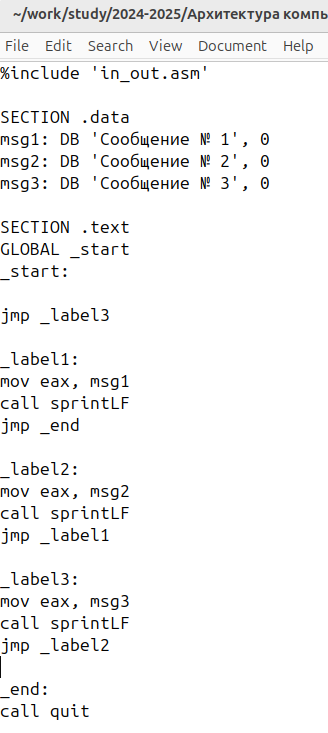 ~/work/study/2024-2025/Архитектура компь
File Edit Search View Document Help
%include 'in_out.asm'
SECTION .data
msg1: DB 'Сообщение № 1', 0
msg2: DB 'Сообщение № 2', 0
msg3: DB 'Сообщение № 3', 0
SECTION .text
GLOBAL _start
_start:
jmp _label3
_label1:
mov eax, msg1
call sprintLF
jmp _end
_label2:
mov eax, msg2
call sprintLF
jmp _label1
_label3:
mov eax, msg3
call sprintLF
jmp _label2
_end:
call quit